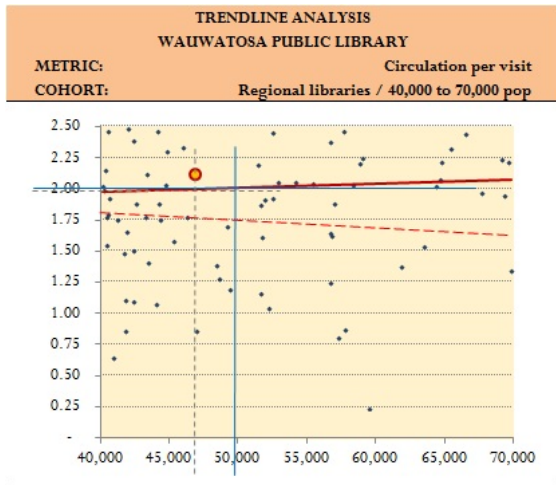 TRENDLINE ANALYSIS
WAUWATOSA PUBLIC LIBRARY
METRIC: Circulation per visit
COHORT: Regional libraries / 40,000 to 70,000 pop
2.50
2.25
2.00
1.75
1.50
1.25
1.00
0.75
0.50
0.25
-
40,000 45,000 50,000 55,000 60,000 65,000 70,000